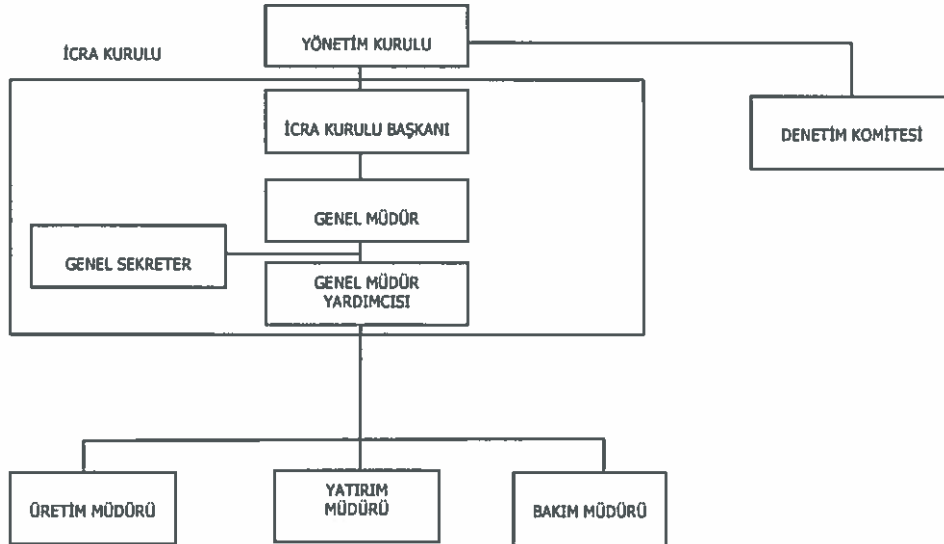 YÖNETİM KURULU
İCRA KURULU
İCRA KURULU BAŞKANI
DENETİM KOMİTESİ
GENEL MÜDÜR
GENEL SEKRETER
GENEL MÜDÜR
YARDIMCISI
ÜRETİM MÜDÜRÜ
YATIRIM
MÜDÜRÜ
BAKIM MÜDÜRÜ